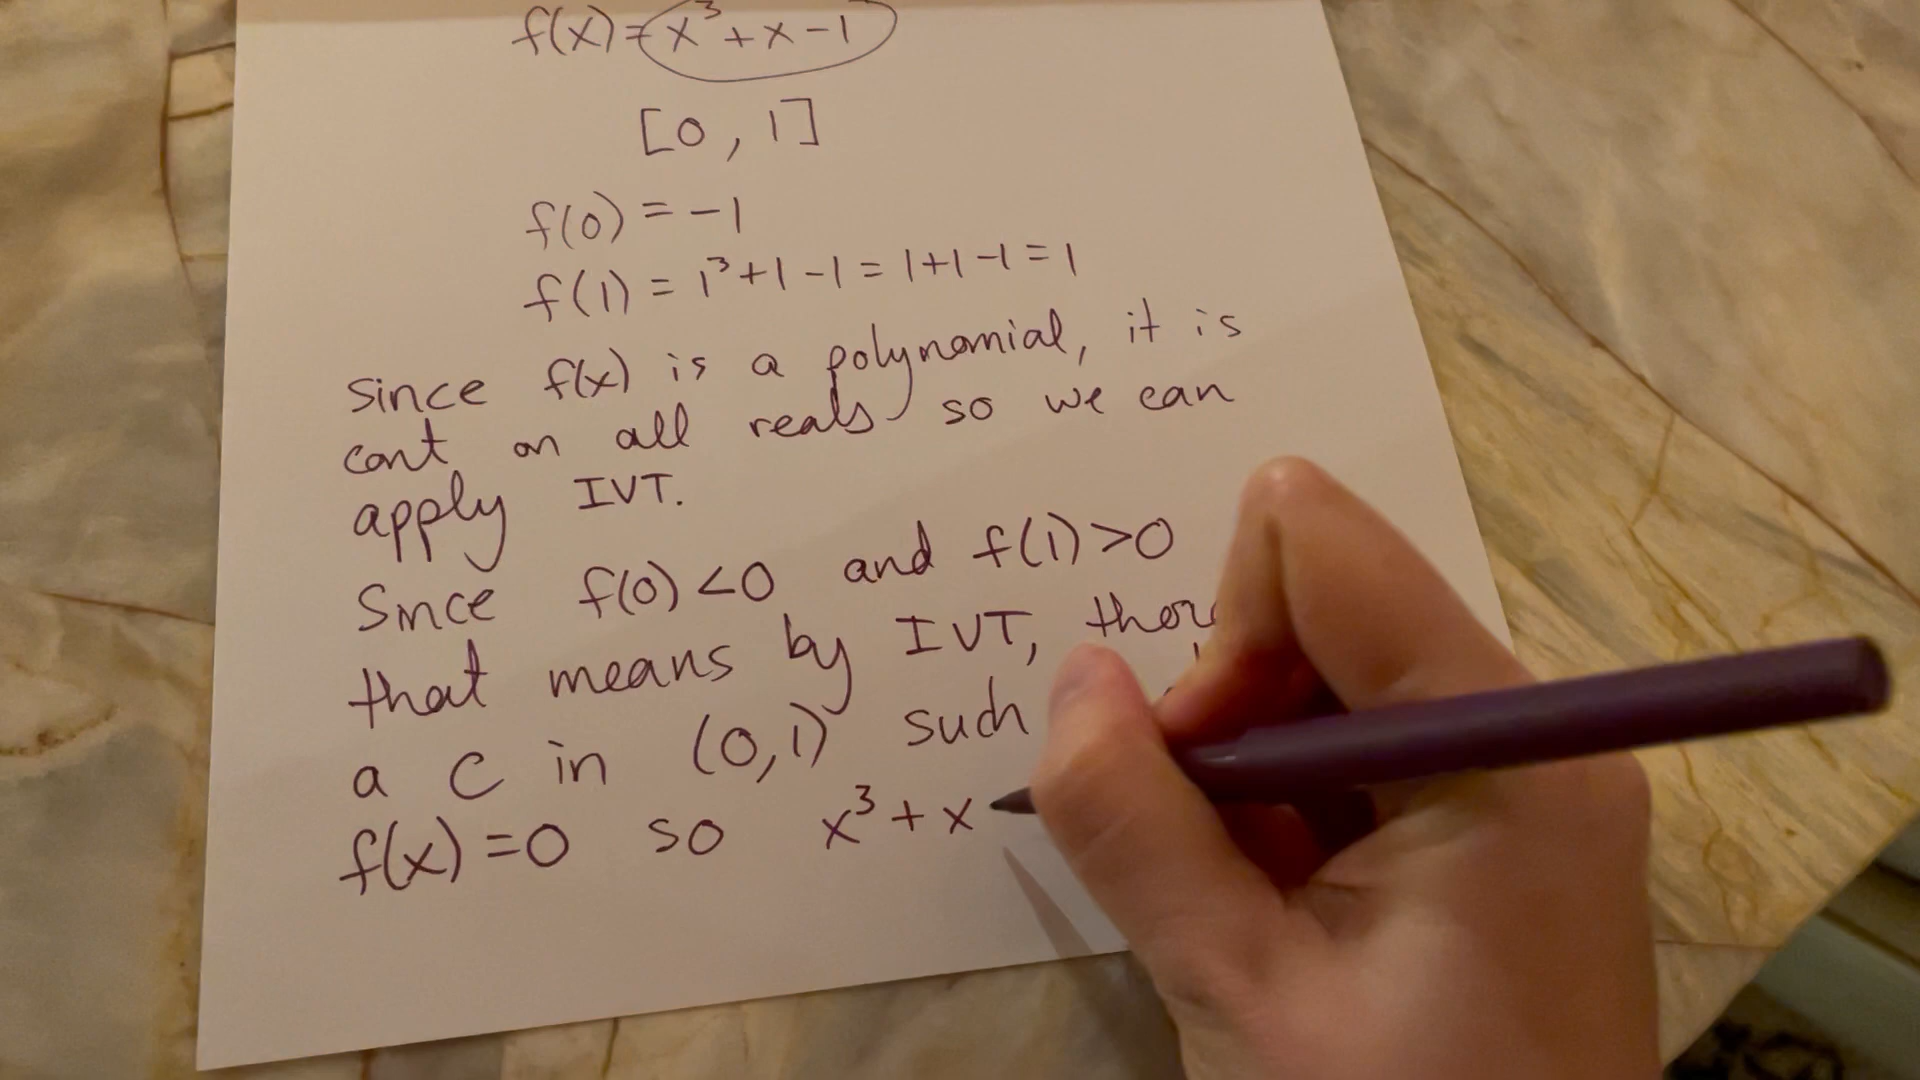 f(x) = x³ + x - 1
[0, 1]
f(0) = -1
f(1) = 1³ + 1 - 1 = 1 + 1 - 1 = 1
since f(x) is a polynomial, it is
cont on all reals so we can
apply IVT.
Since f(0) < 0 and f(1) > 0
that means by IVT,
a c in (0,1) such
f(x) = 0 so x³ + x